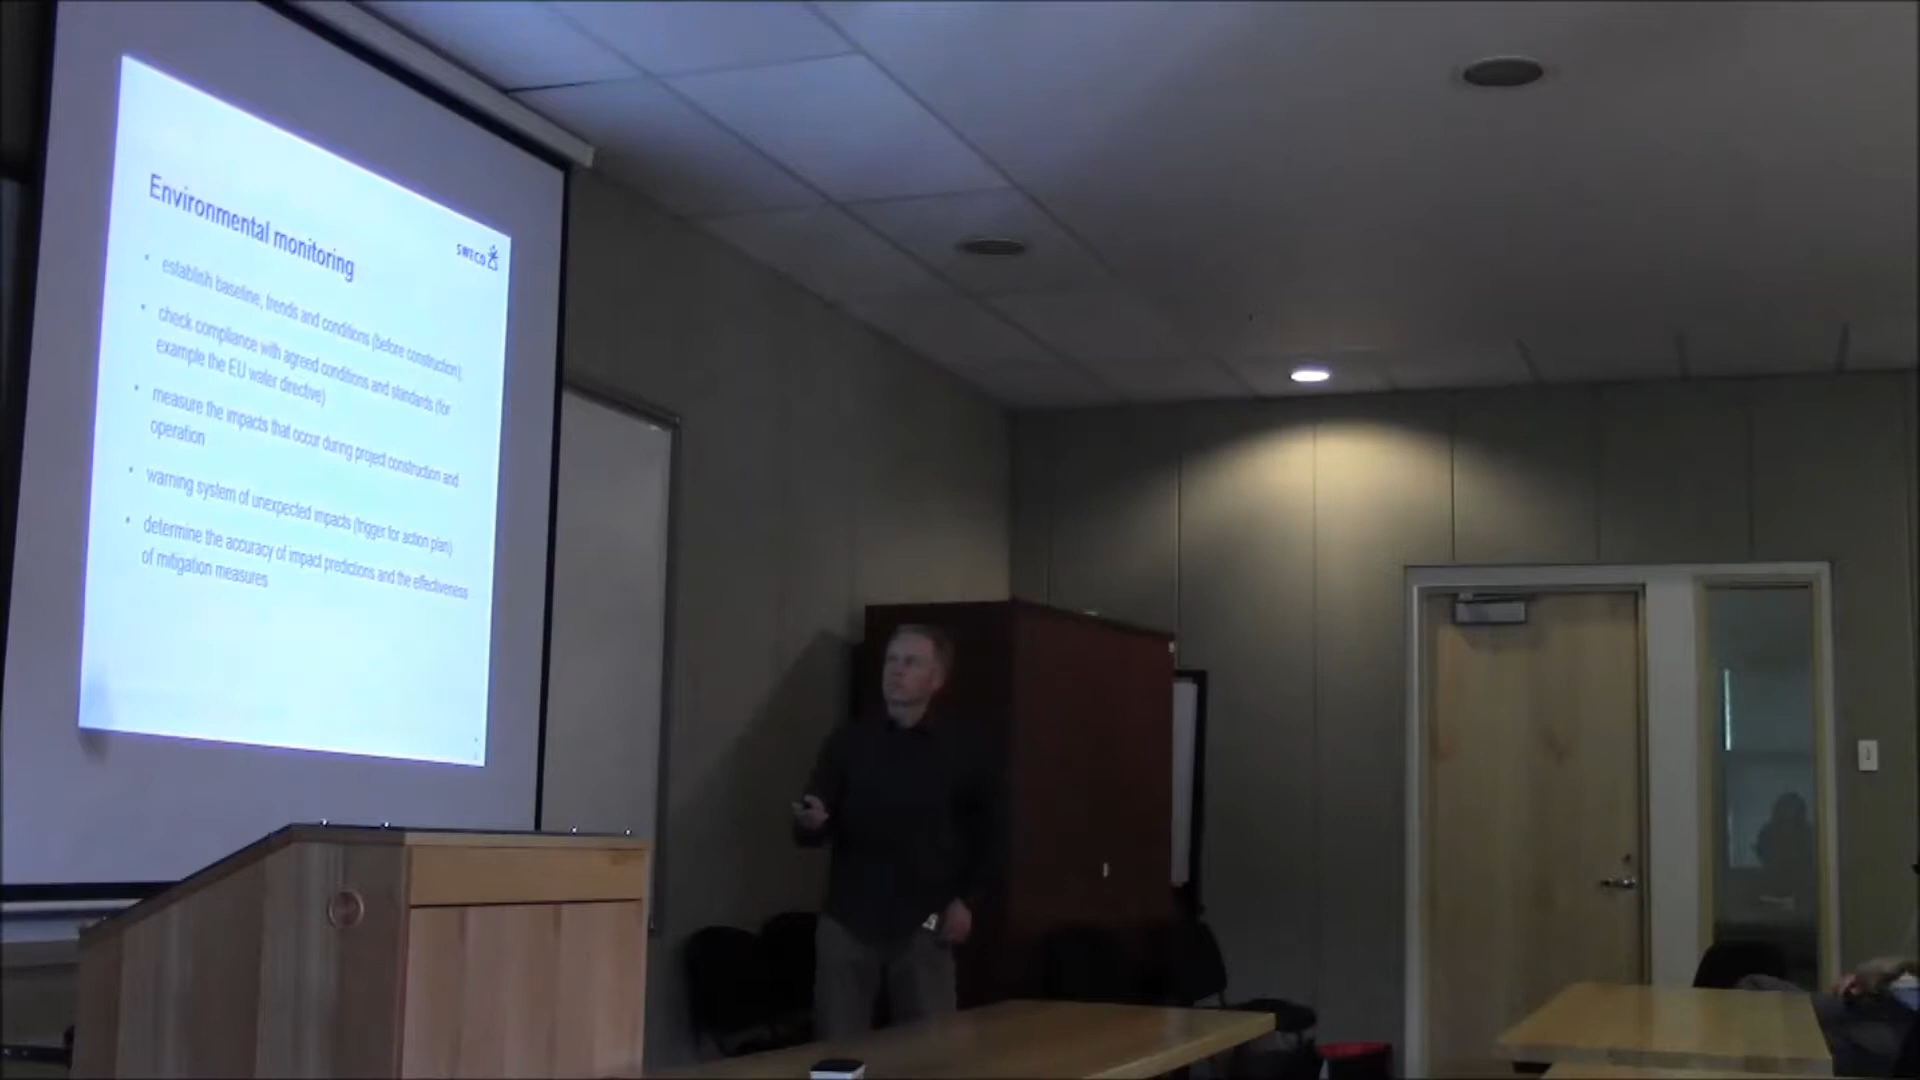 Environmental monitoring
SWECO
• establish baseline, trends and conditions (before construction);
• check compliance with agreed conditions and standards (for
example the EU water directive)
• measure the impacts that occur during project construction and
operation
• warning system of unexpected impacts (trigger for action plan)
• determine the accuracy of impact predictions and the effectiveness
of mitigation measures